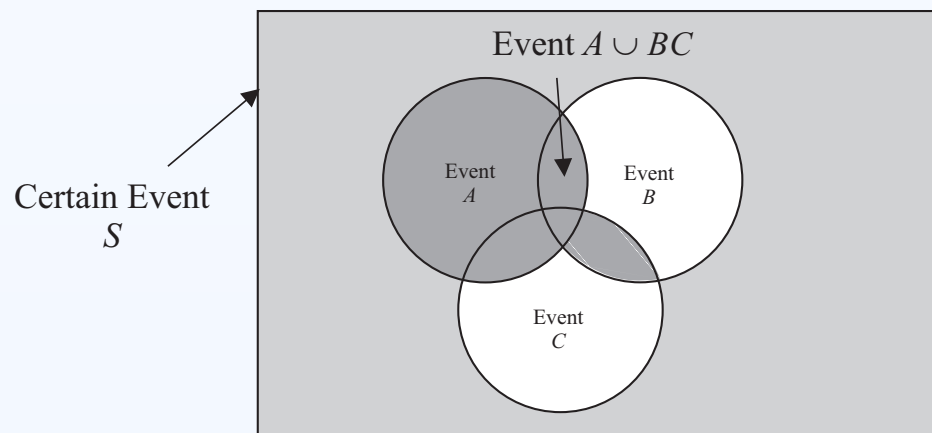 Event A ∪ BC
Event
A
Event
B
Certain Event
S
Event
C